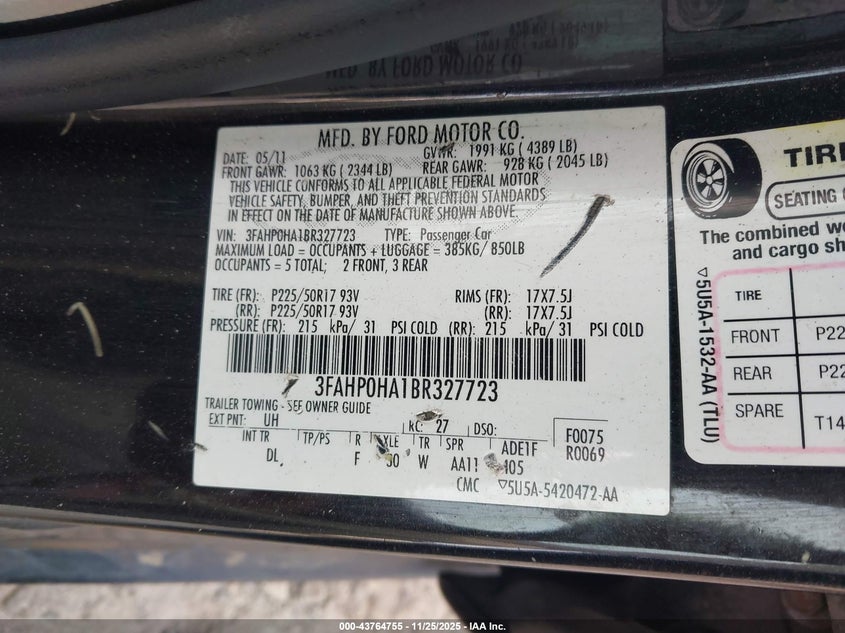 MFD. BY FORD MOTOR CO.
DATE: 05/11 GVWR: 1991 KG ( 4389 LB)
FRONT GAWR: 1063 KG ( 2344 LB) REAR GAWR: 928 KG ( 2045 LB)
THIS VEHICLE CONFORMS TO ALL APPLICABLE FEDERAL MOTOR
VEHICLE SAFETY, BUMPER, AND THEFT PREVENTION STANDARDS
IN EFFECT ON THE DATE OF MANUFACTURE SHOWN ABOVE.
VIN: 3FAHP0HA1BR327723 TYPE: Passenger Car
MAXIMUM LOAD = OCCUPANTS + LUGGAGE = 385KG/ 850LB
OCCUPANTS = 5 TOTAL; 2 FRONT, 3 REAR
TIRE (FR): P225/50R17 93V RIMS (FR): 17X7.5J
(RR): P225/50R17 93V (RR): 17X7.5J
PRESSURE (FR): 215 kPa/ 31 PSI COLD (RR): 215 kPa/ 31 PSI COLD
3FAHP0HA1BR327723
TRAILER TOWING - SEE OWNER GUIDE
EXT PNT: UH RC: 27 DSO: F0075
R0069
INT TR TP/PS R AXLE TR SPR ADE1F
DL F W AA11
CMC ▽5U5A-5420472-AA
TIRE
SEATING
The combined
and cargo
▽5U5A-1532-AA (TLU)
TIRE
FRONT P22
REAR P22
SPARE T14
000-43764755 | 11/25/2025 | IAA Inc.